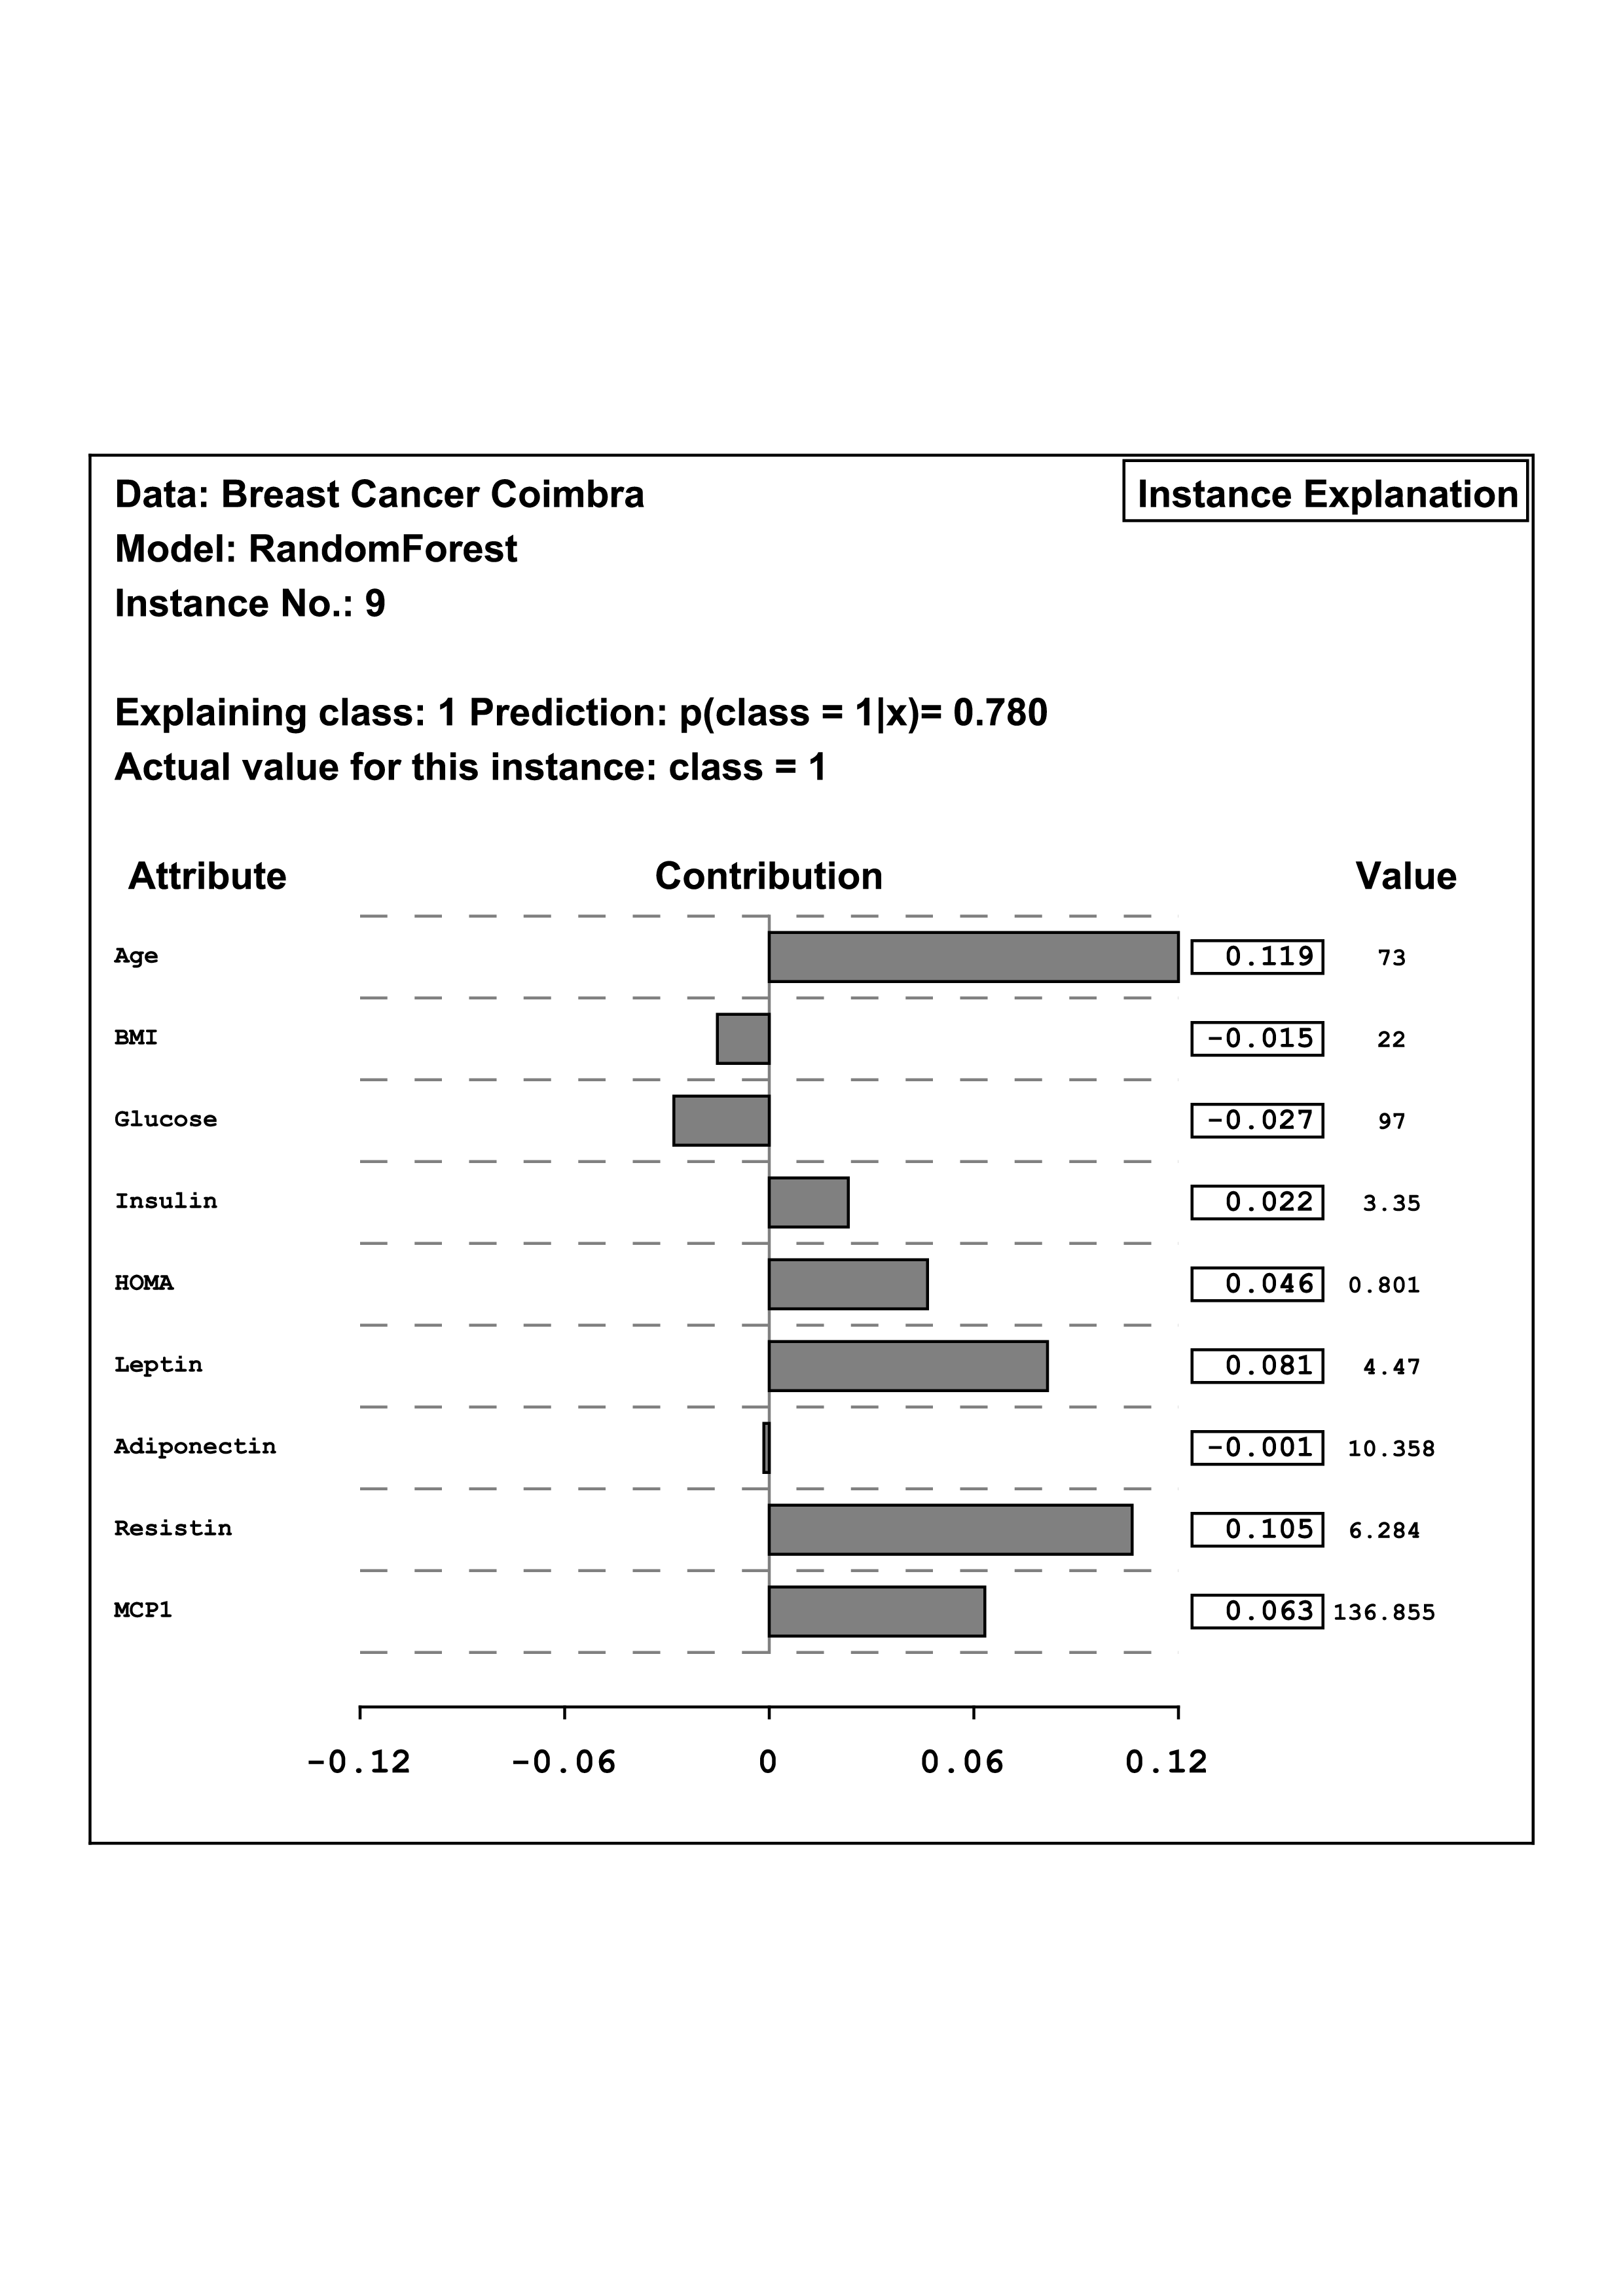 Data: Breast Cancer Coimbra
Instance Explanation
Model: RandomForest
Instance No.: 9
Explaining class: 1 Prediction: p(class = 1|x)= 0.780
Actual value for this instance: class = 1
Attribute Contribution Value
Age 0.119 73
BMI -0.015 22
Glucose -0.027 97
Insulin 0.022 3.35
HOMA 0.046 0.801
Leptin 0.081 4.47
Adiponectin -0.001 10.358
Resistin 0.105 6.284
MCP1 0.063 136.855
-0.12 -0.06 0 0.06 0.12